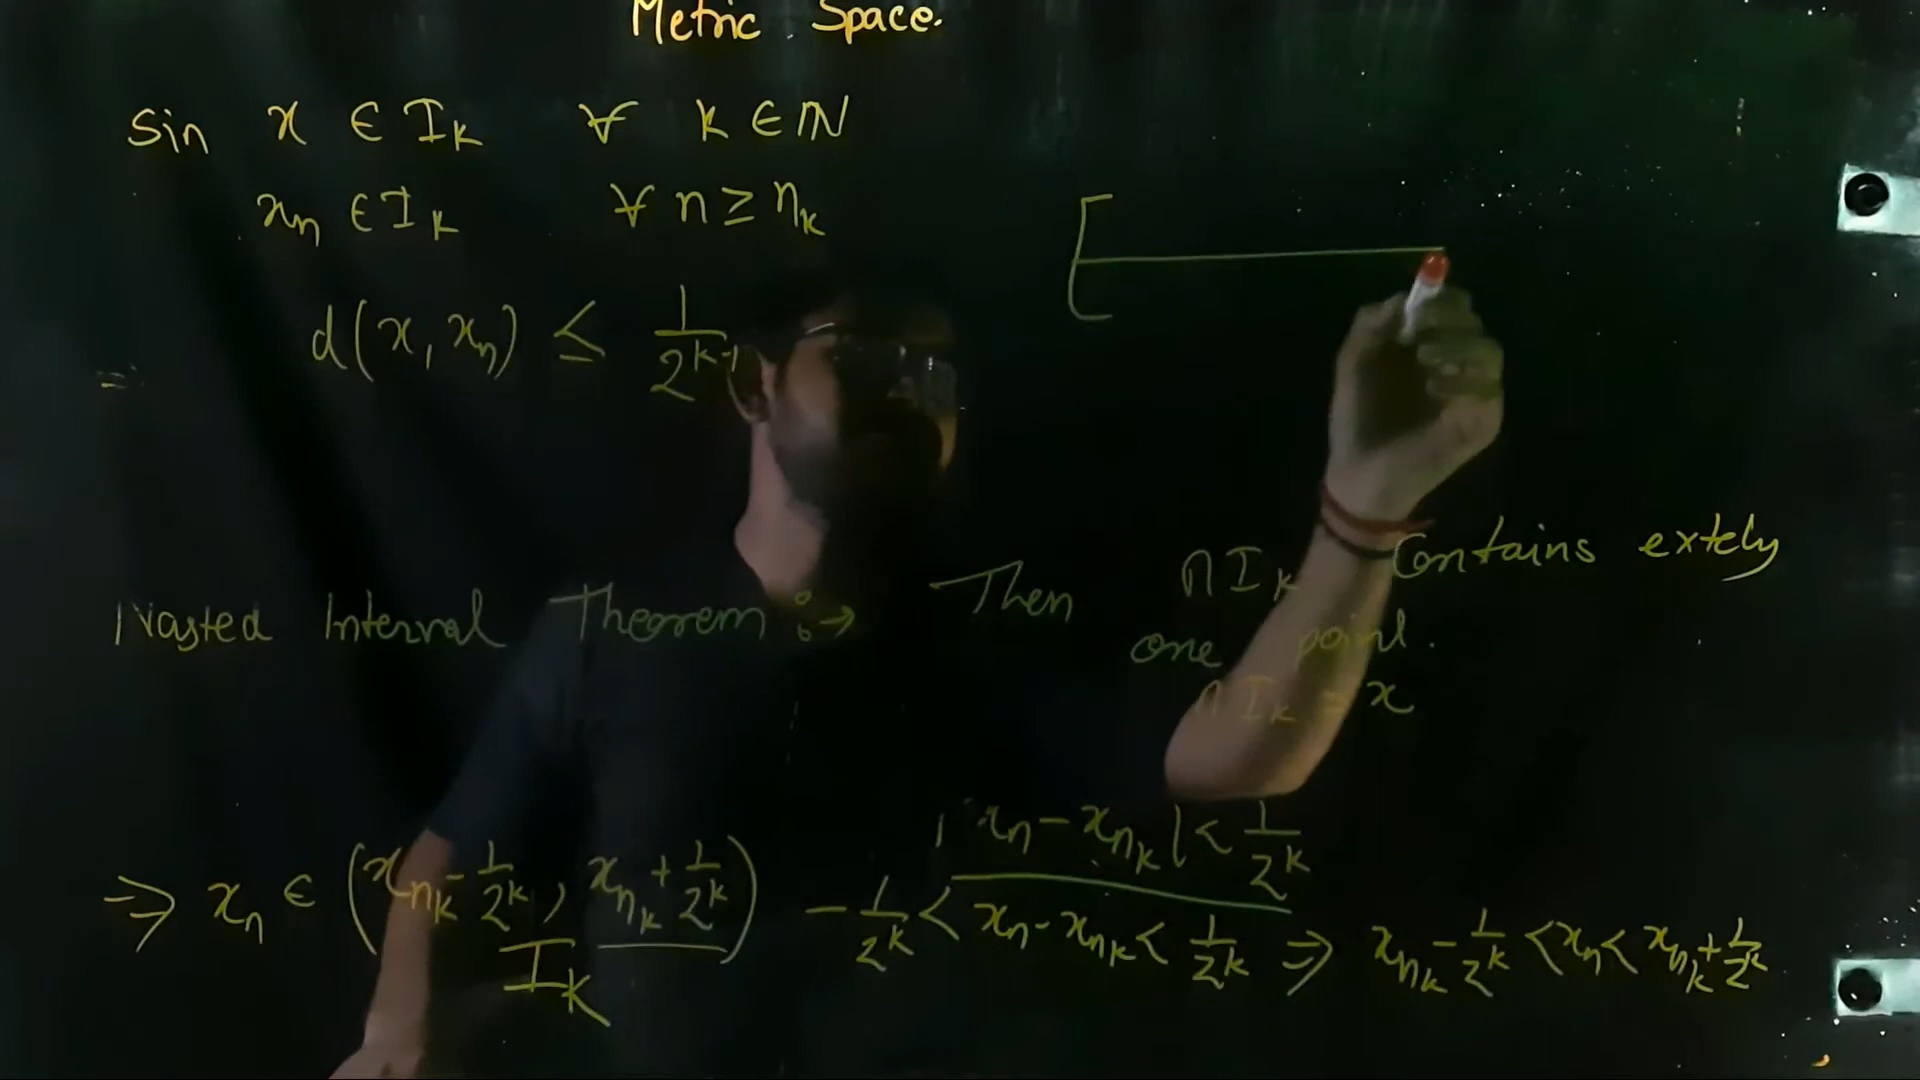 Metric Space.
Sin x ∈ I_k ∀ k ∈ ℕ
x_n ∈ I_k ∀ n ≥ n_k
⇒ d(x, x_n) ≤ 1/2^{k-1}
Nasted Interval Theorem :→ Then ∩ I_k Contains extely
one point.
∩ I_k = x
| x_n - x_{n_k} | < 1/2^k
⇒ x_n ∈ (x_{n_k} - 1/2^k, x_{n_k} + 1/2^k) - 1/2^k < x_n - x_{n_k} < 1/2^k ⇒ x_{n_k} - 1/2^k < x_n < x_{n_k} + 1/2^k
I_k